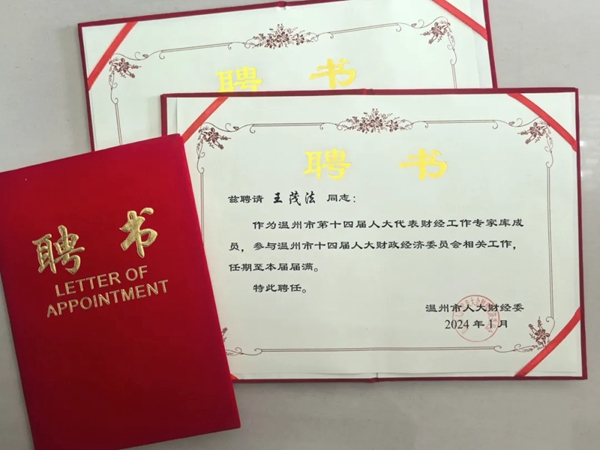 聘 书
聘 书
兹聘请 王茂法 同志：
作为温州市第十四届人大代表财经工作专家库成
员，参与温州市十四届人大财政经济委员会相关工作，
任期至本届届满。
特此聘任。
温州市人大财经委
2024 年 1 月
聘 书
LETTER OF
APPOINTMENT